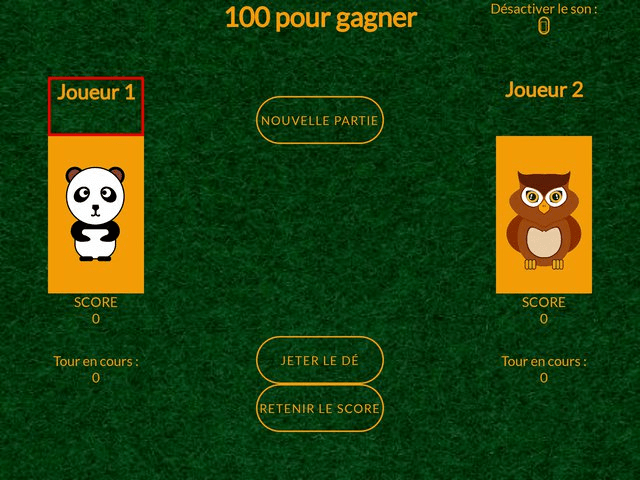 100 pour gagner
Désactiver le son :
Joueur 1
Joueur 2
NOUVELLE PARTIE
SCORE
0
SCORE
0
Tour en cours :
0
Tour en cours :
0
JETER LE DÉ
RETENIR LE SCORE